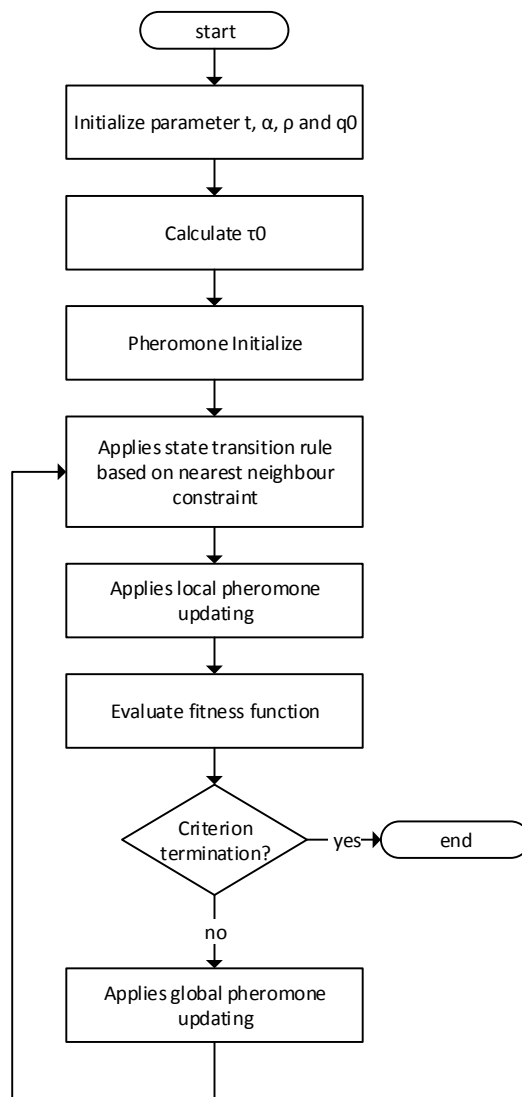 start
Initialize parameter t, α, ρ and q0
Calculate τ0
Pheromone Initialize
Applies state transition rule
based on nearest neighbour
constraint
Applies local pheromone
updating
Evaluate fitness function
Criterion
termination?
yes
end
no
Applies global pheromone
updating